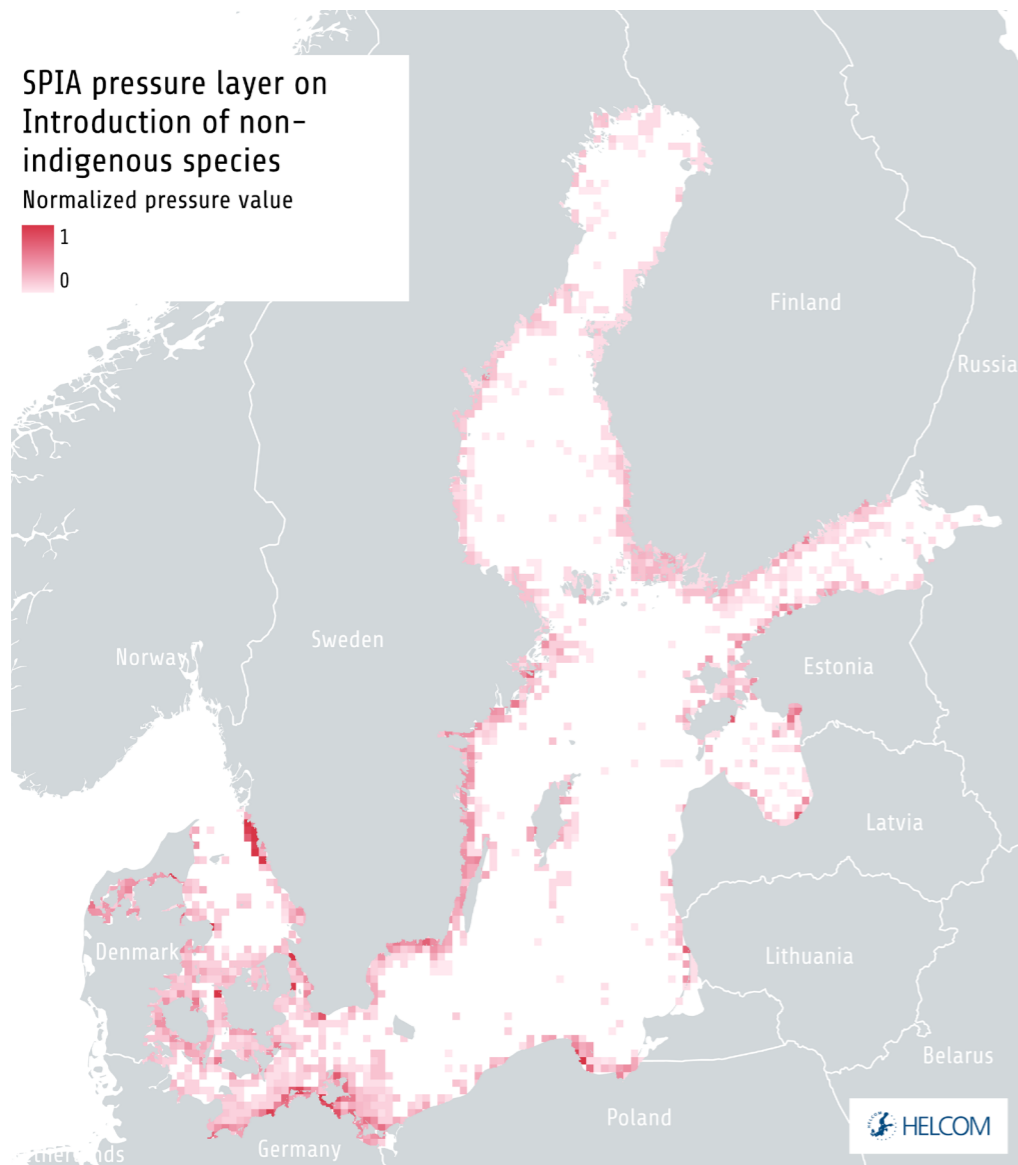 SPIA pressure layer on
Introduction of non-
indigenous species
Normalized pressure value
1
0
Finland
Russia
Sweden
Norway
Estonia
Latvia
Denmark
Lithuania
Belarus
Poland
HELCOM
Germany